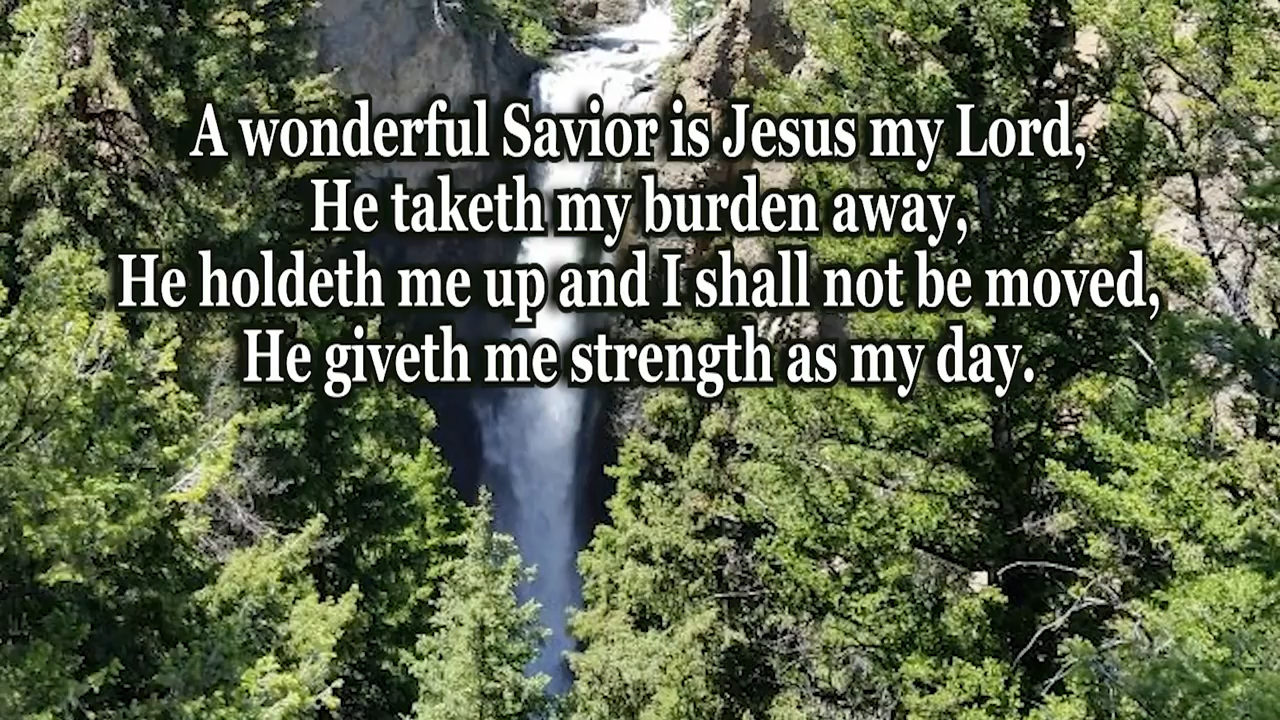 A wonderful Savior is Jesus my Lord,
He taketh my burden away,
He holdeth me up and I shall not be moved,
He giveth me strength as my day.